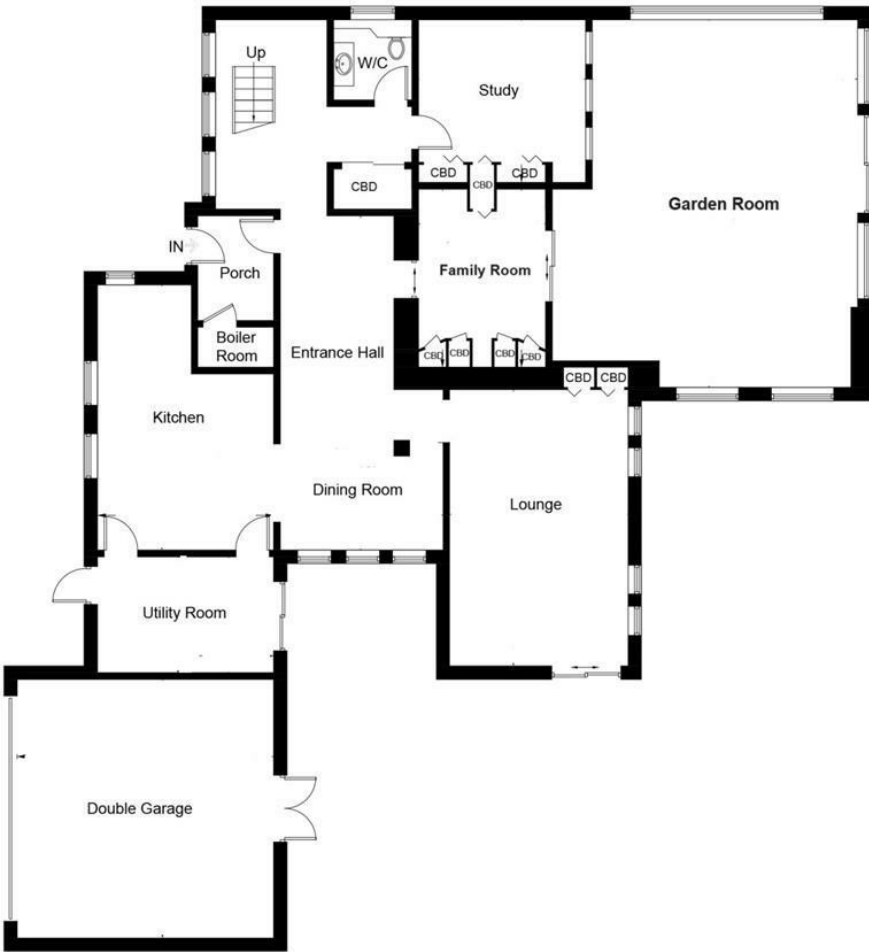 Up
W/C
Study
CBD
CBD
CBD
CBD
Garden Room
IN
Porch
Family Room
Boiler
Room
Entrance Hall
CBD
CBD
CBD
CBD
CBD
CBD
Kitchen
Dining Room
Lounge
Utility Room
Double Garage